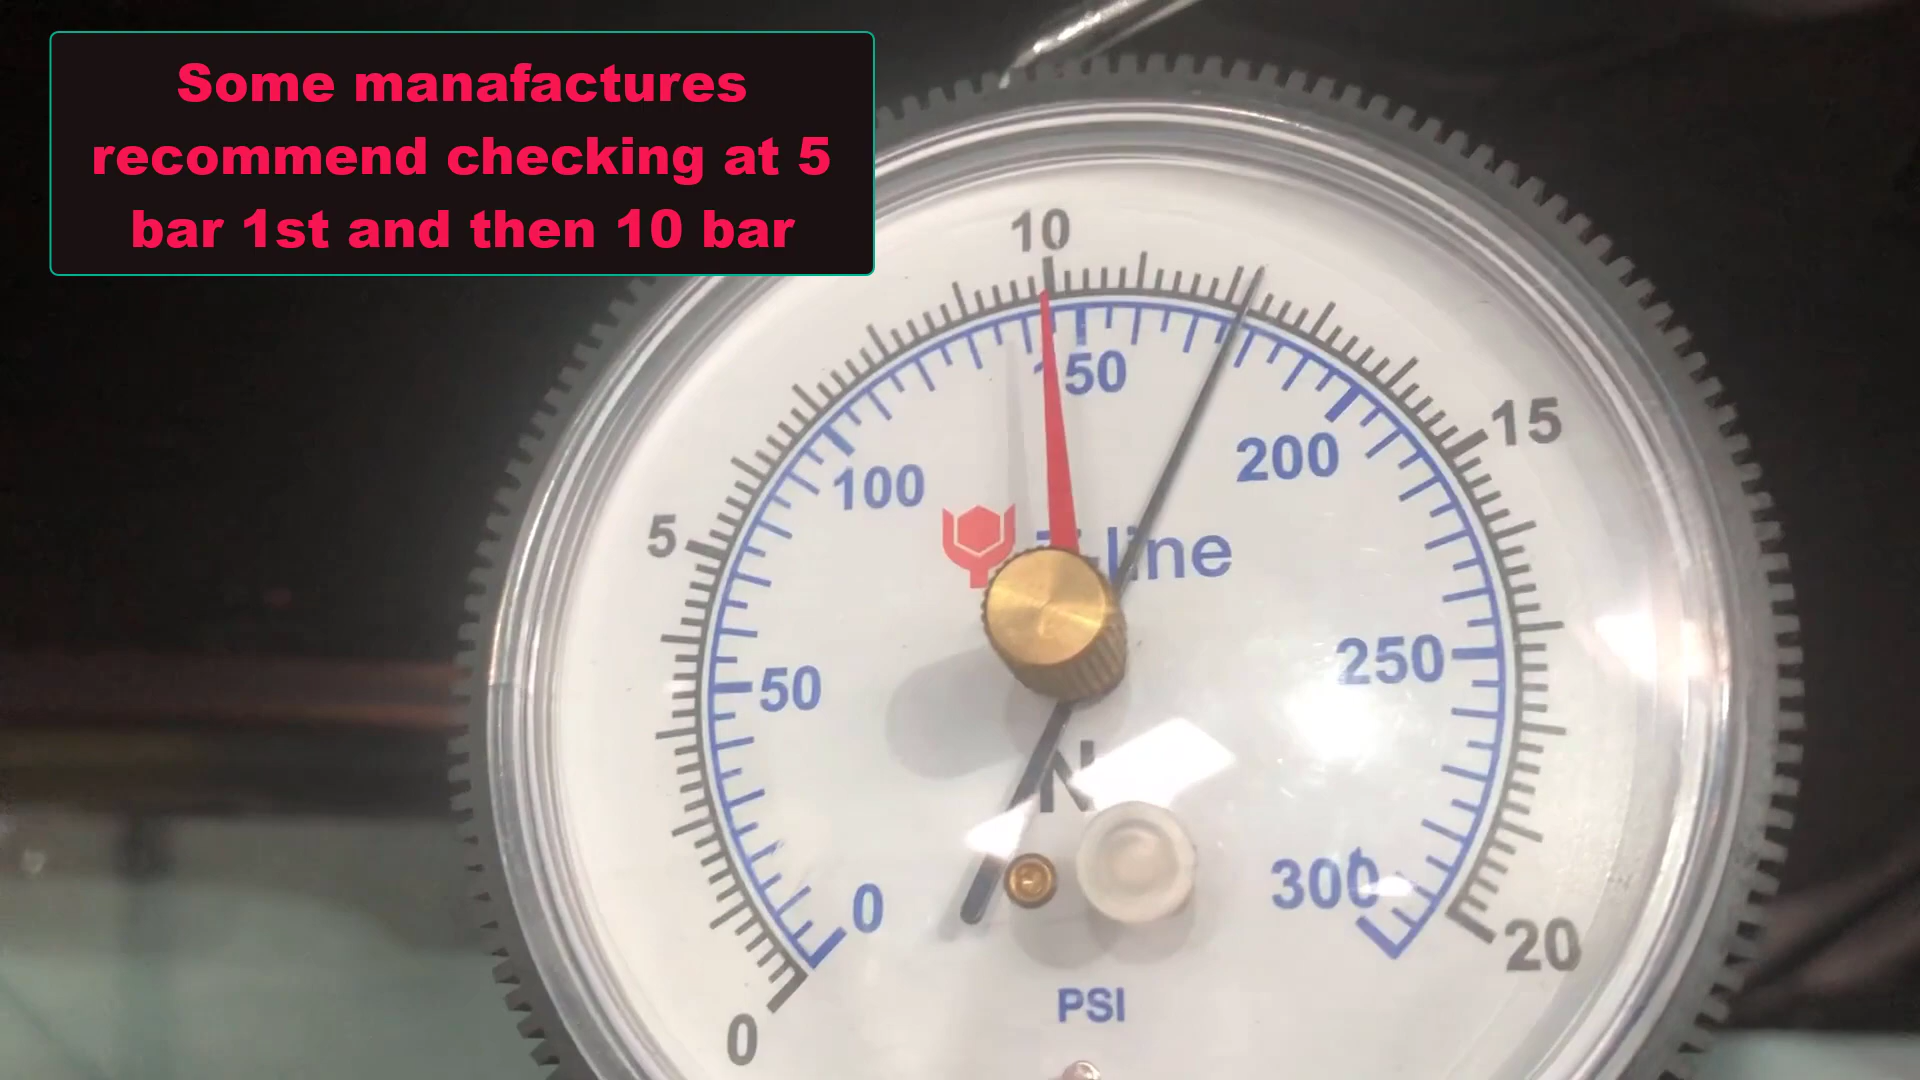 Some manafactures
recommend checking at 5
bar 1st and then 10 bar
10
15
150
200
100
5
line
250
50
0
300
20
0
PSI